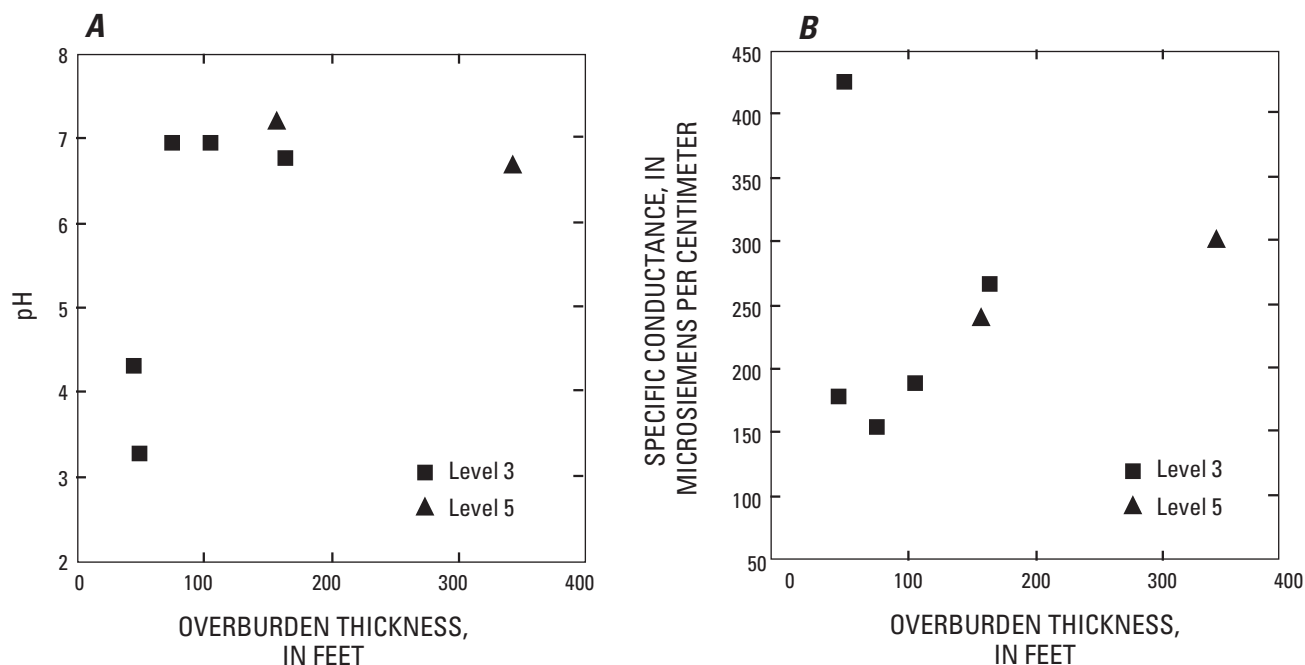 A
8
7
6
5
4
3
2
pH
0
100
200
300
400
OVERBURDEN THICKNESS,
IN FEET
Level 3
Level 5
B
450
400
350
300
250
200
150
100
50
SPECIFIC CONDUCTANCE, IN
MICROSIEMENS PER CENTIMETER
0
100
200
300
400
OVERBURDEN THICKNESS,
IN FEET
Level 3
Level 5